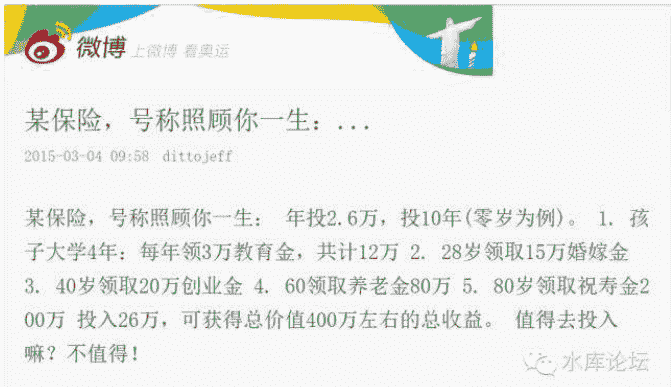 微博 上微博 看奥运
某保险，号称照顾你一生：...
2015-03-04 09:58 dittojeff
某保险，号称照顾你一生： 年投2.6万，投10年(零岁为例)。 1. 孩
子大学4年：每年领3万教育金，共计12万 2. 28岁领取15万婚嫁金
3. 40岁领取20万创业金 4. 60领取养老金80万 5. 80岁领取祝寿金2
00万 投入26万，可获得总价值400万左右的总收益。 值得去投入
嘛？不值得！
水库论坛